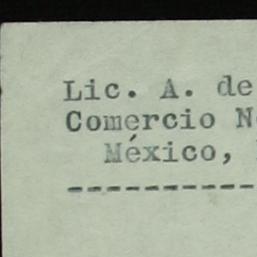 Lic. A. de
Comercio N
México,
-----------